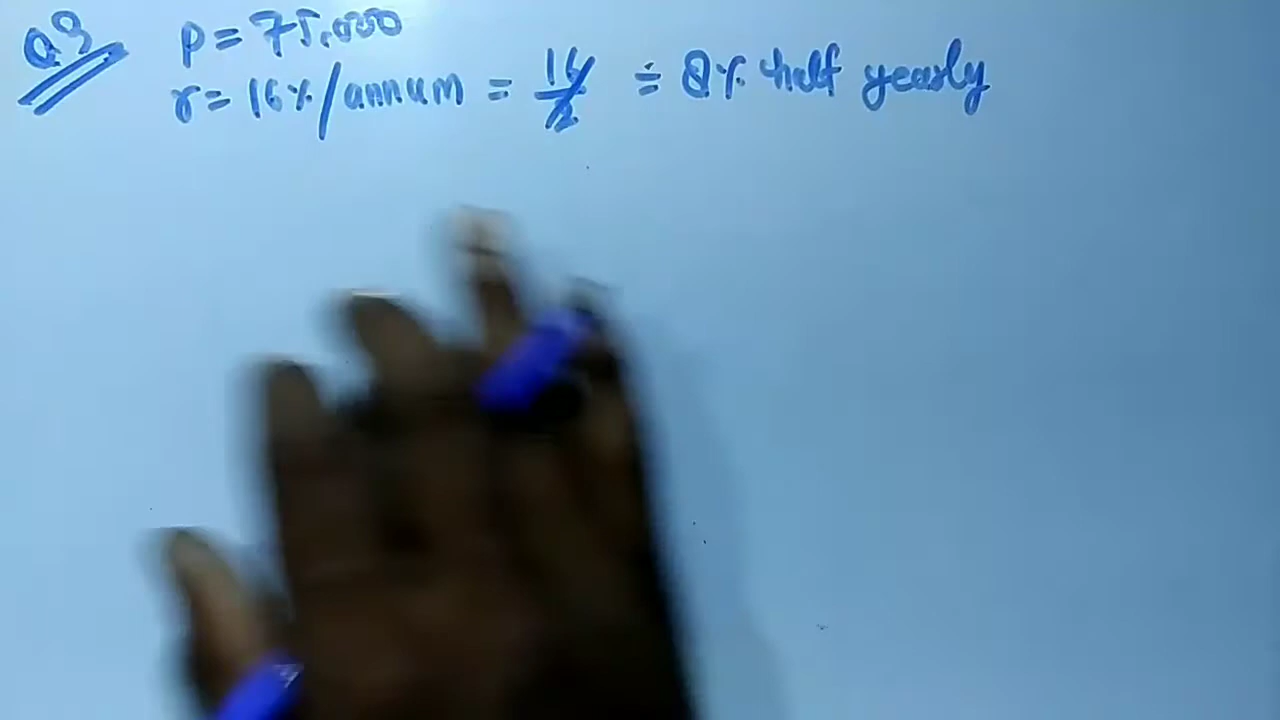 Q3 P = 75,000
r = 16% / annum = 16/2 = 8% half yearly